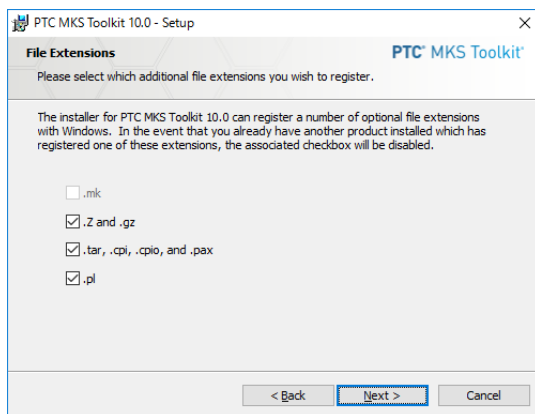 PTC MKS Toolkit 10.0 - Setup
File Extensions
PTC® MKS Toolkit®
Please select which additional file extensions you wish to register.
The installer for PTC MKS Toolkit 10.0 can register a number of optional file extensions
with Windows. In the event that you already have another product installed which has
registered one of these extensions, the associated checkbox will be disabled.
.mk
.Z and .gz
.tar, .cpi, .cpio, and .pax
.pl
< Back
Next >
Cancel